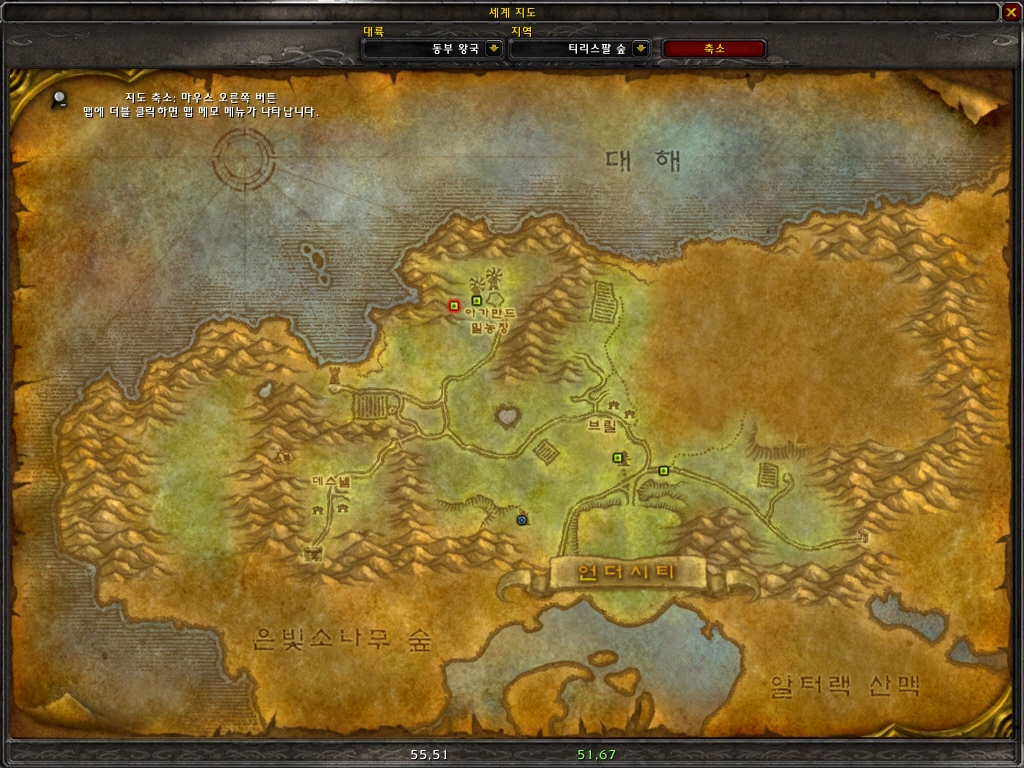 세계 지도
대륙 지역
동부 왕국 티리스팔 숲 축소
지도 축소: 마우스 오른쪽 버튼
맵에 더블 클릭하면 맵 메모 메뉴가 나타납니다.
대 해
아가만드
밀농장
브릴
데스넬
언더시티
은빛소나무 숲
알터랙 산맥
55,51 51,67